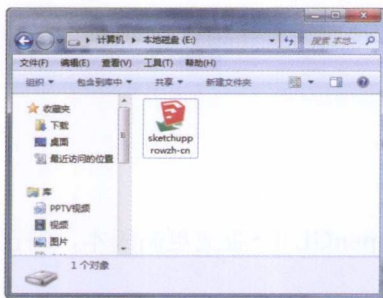 计算机 ▸ 本地磁盘 (E:)
搜索 本地...
文件(F) 编辑(E) 查看(V) 工具(T) 帮助(H)
组织 包含到库中 共享 新建文件夹
收藏夹
下载
桌面
最近访问的位置
库
PPTV视频
视频
图片
sketchupp
rowzh-cn
1 个对象